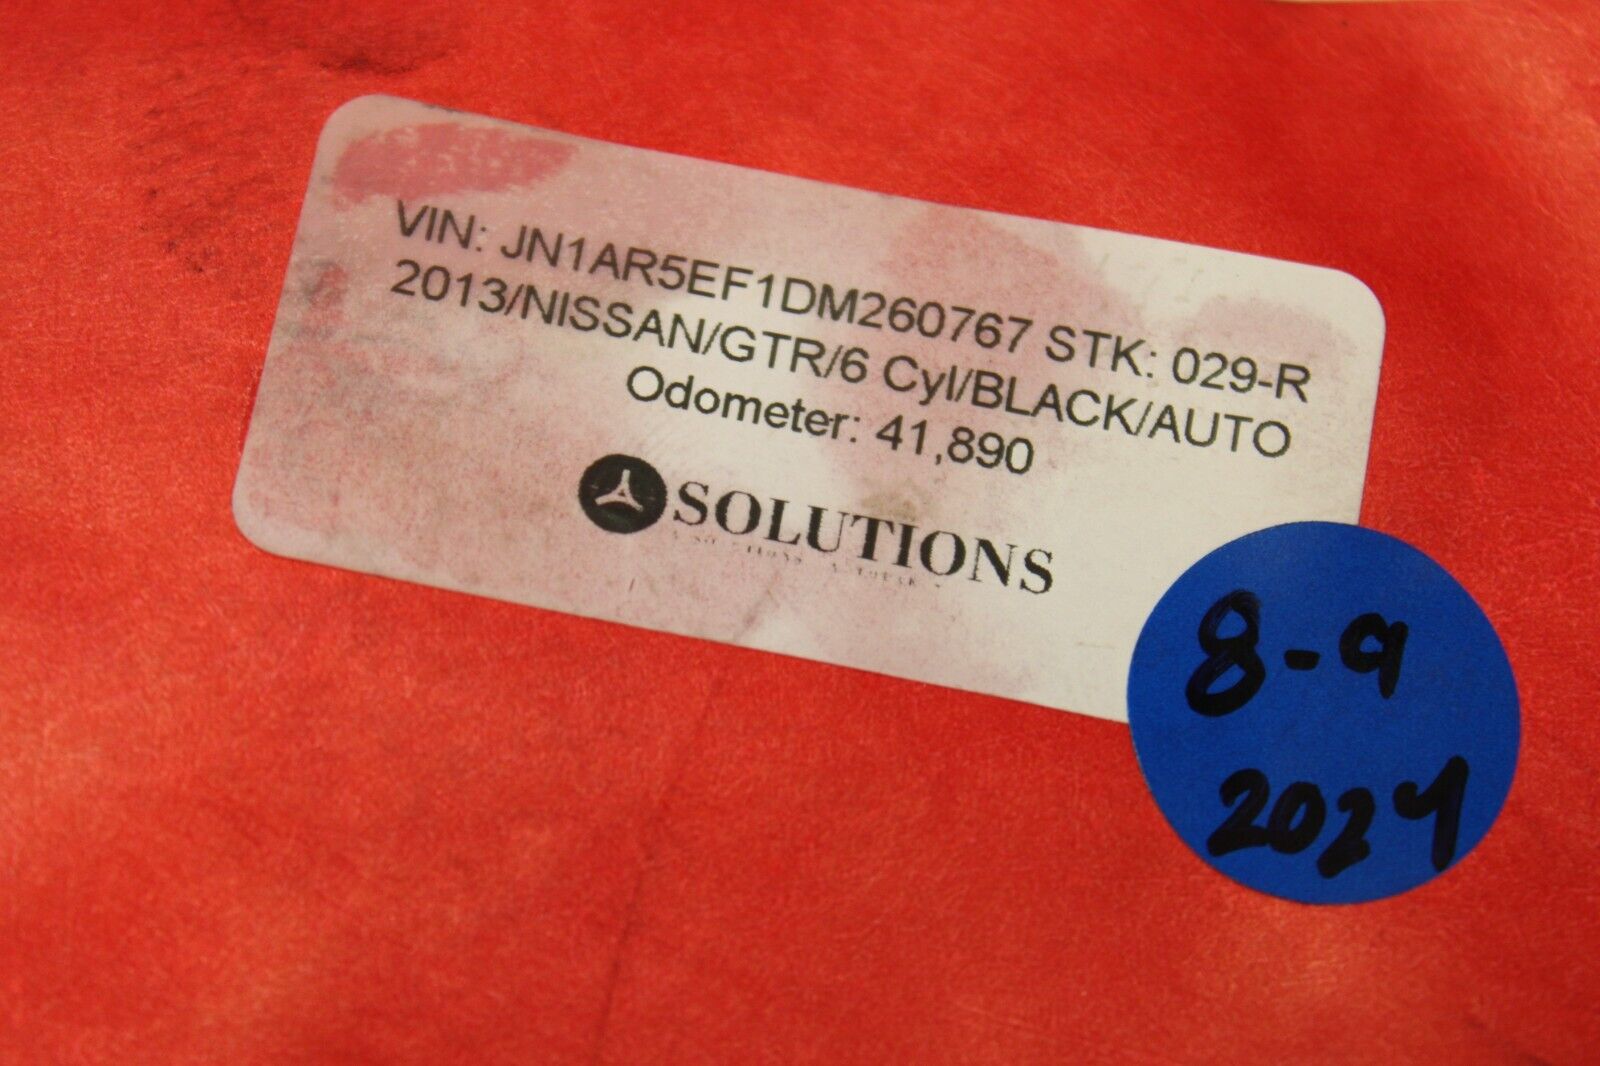 VIN: JN1AR5EF1DM260767 STK: 029-R
2013/NISSAN/GTR/6 Cyl/BLACK/AUTO
Odometer: 41,890
SOLUTIONS
8-9
2024